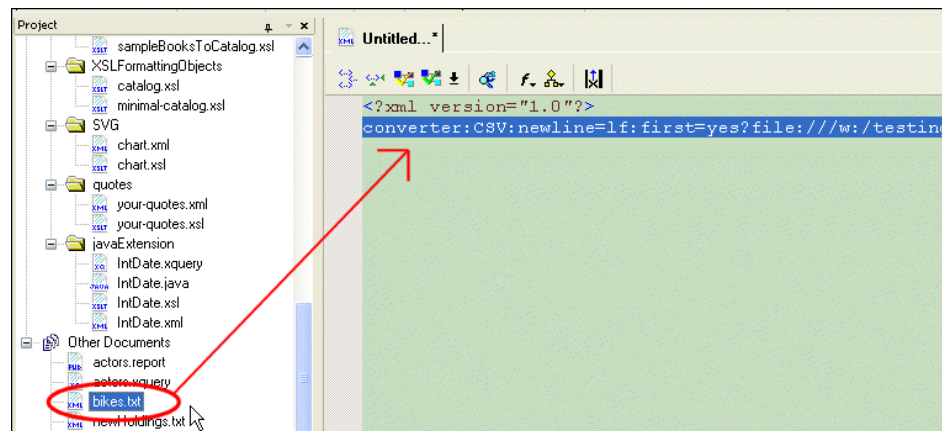 Project
sampleBooksToCatalog.xsl
XSLFormattingObjects
catalog.xsl
minimal-catalog.xsl
SVG
chart.xml
chart.xsl
quotes
your-quotes.xml
your-quotes.xsl
javaExtension
IntDate.xquery
IntDate.java
IntDate.xsl
IntDate.xml
Other Documents
actors.report
actors.xquery
bikes.txt
newHoldings.txt
Untitled...*
<?xml version="1.0"?>
converter:CSV:newline=lf:first=yes?file:///w:/testing